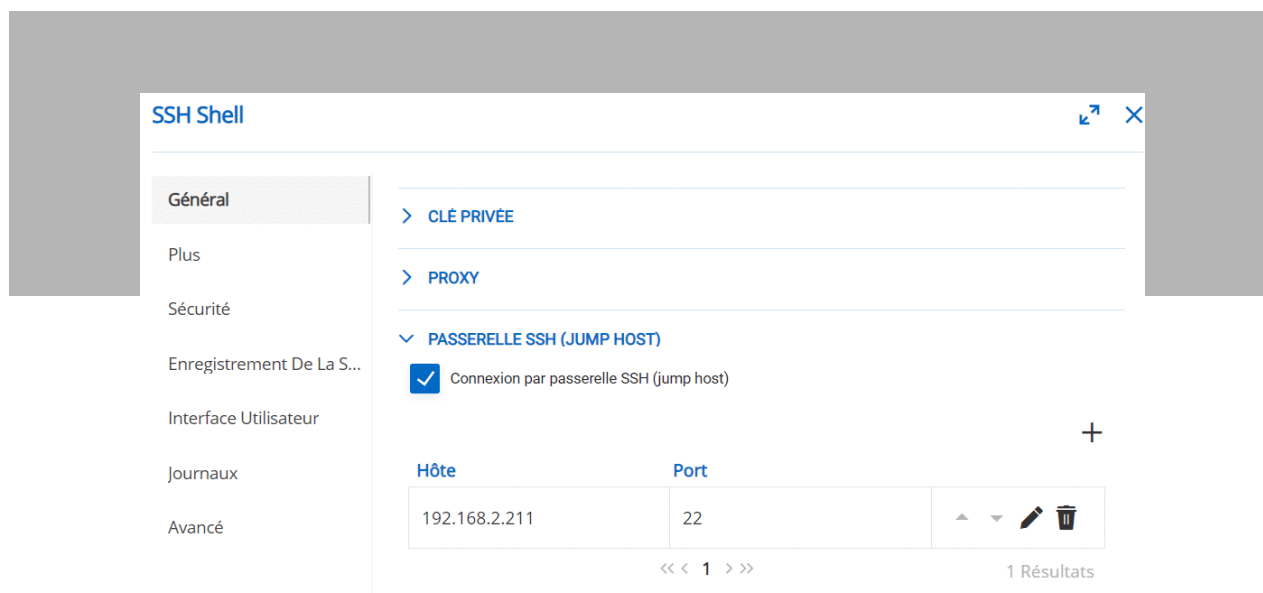 SSH Shell
Général
Plus
Sécurité
Enregistrement De La S...
Interface Utilisateur
Journaux
Avancé
CLÉ PRIVÉE
PROXY
PASSERELLE SSH (JUMP HOST)
Connexion par passerelle SSH (jump host)
Hôte Port
192.168.2.211 22
1
1 Résultats